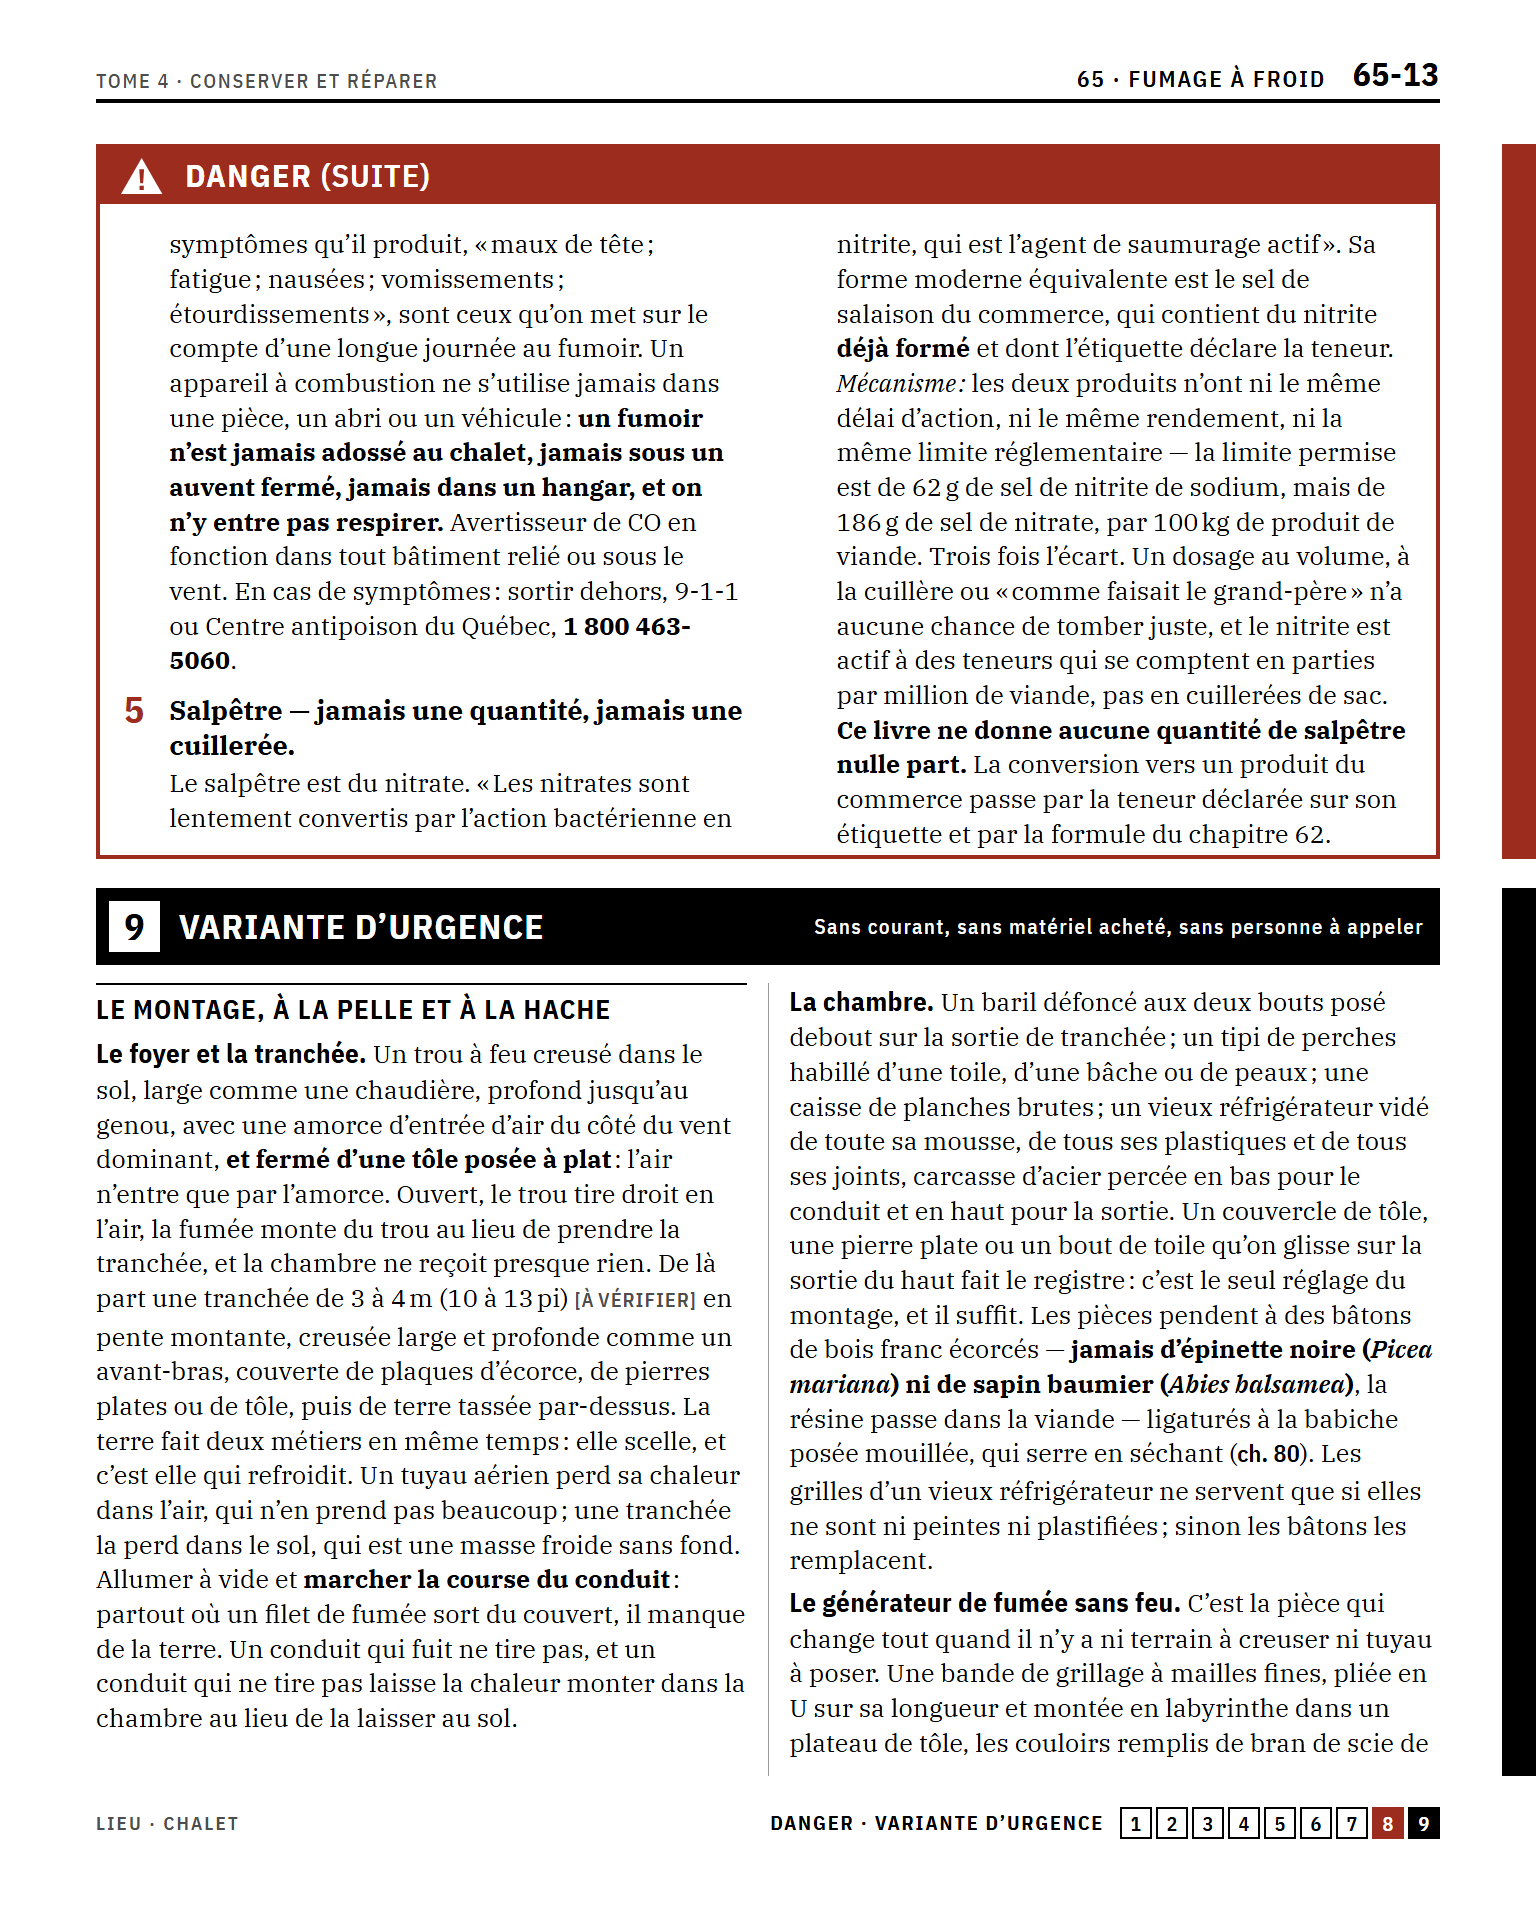 TOME 4 · CONSERVER ET RÉPARER
65 · FUMAGE À FROID 65-13
DANGER (SUITE)
symptômes qu’il produit, « maux de tête ;
fatigue ; nausées ; vomissements ;
étourdissements », sont ceux qu’on met sur le
compte d’une longue journée au fumoir. Un
appareil à combustion ne s’utilise jamais dans
une pièce, un abri ou un véhicule : un fumoir
n’est jamais adossé au chalet, jamais sous un
auvent fermé, jamais dans un hangar, et on
n’y entre pas respirer. Avertisseur de CO en
fonction dans tout bâtiment relié ou sous le
vent. En cas de symptômes : sortir dehors, 9-1-1
ou Centre antipoison du Québec, 1 800 463-
5060.
5 Salpêtre — jamais une quantité, jamais une
cuillerée.
Le salpêtre est du nitrate. « Les nitrates sont
lentement convertis par l’action bactérienne en
nitrite, qui est l’agent de saumurage actif ». Sa
forme moderne équivalente est le sel de
salaison du commerce, qui contient du nitrite
déjà formé et dont l’étiquette déclare la teneur.
Mécanisme : les deux produits n’ont ni le même
délai d’action, ni le même rendement, ni la
même limite réglementaire — la limite permise
est de 62 g de sel de nitrite de sodium, mais de
186 g de sel de nitrate, par 100 kg de produit de
viande. Trois fois l’écart. Un dosage au volume, à
la cuillère ou « comme faisait le grand-père » n’a
aucune chance de tomber juste, et le nitrite est
actif à des teneurs qui se comptent en parties
par million de viande, pas en cuillerées de sac.
Ce livre ne donne aucune quantité de salpêtre
nulle part. La conversion vers un produit du
commerce passe par la teneur déclarée sur son
étiquette et par la formule du chapitre 62.
9 VARIANTE D’URGENCE
Sans courant, sans matériel acheté, sans personne à appeler
LE MONTAGE, À LA PELLE ET À LA HACHE
Le foyer et la tranchée. Un trou à feu creusé dans le
sol, large comme une chaudière, profond jusqu’au
genou, avec une amorce d’entrée d’air du côté du vent
dominant, et fermé d’une tôle posée à plat : l’air
n’entre que par l’amorce. Ouvert, le trou tire droit en
l’air, la fumée monte du trou au lieu de prendre la
tranchée, et la chambre ne reçoit presque rien. De là
part une tranchée de 3 à 4 m (10 à 13 pi) [À VÉRIFIER] en
pente montante, creusée large et profonde comme un
avant-bras, couverte de plaques d’écorce, de pierres
plates ou de tôle, puis de terre tassée par-dessus. La
terre fait deux métiers en même temps : elle scelle, et
c’est elle qui refroidit. Un tuyau aérien perd sa chaleur
dans l’air, qui n’en prend pas beaucoup ; une tranchée
la perd dans le sol, qui est une masse froide sans fond.
Allumer à vide et marcher la course du conduit :
partout où un filet de fumée sort du couvert, il manque
de la terre. Un conduit qui fuit ne tire pas, et un
conduit qui ne tire pas laisse la chaleur monter dans la
chambre au lieu de la laisser au sol.
La chambre. Un baril défoncé aux deux bouts posé
debout sur la sortie de tranchée ; un tipi de perches
habillé d’une toile, d’une bâche ou de peaux ; une
caisse de planches brutes ; un vieux réfrigérateur vidé
de toute sa mousse, de tous ses plastiques et de tous
ses joints, carcasse d’acier percée en bas pour le
conduit et en haut pour la sortie. Un couvercle de tôle,
une pierre plate ou un bout de toile qu’on glisse sur la
sortie du haut fait le registre : c’est le seul réglage du
montage, et il suffit. Les pièces pendent à des bâtons
de bois franc écorcés — jamais d’épinette noire (Picea
mariana) ni de sapin baumier (Abies balsamea), la
résine passe dans la viande — ligaturés à la babiche
posée mouillée, qui serre en séchant (ch. 80). Les
grilles d’un vieux réfrigérateur ne servent que si elles
ne sont ni peintes ni plastifiées ; sinon les bâtons les
remplacent.
Le générateur de fumée sans feu. C’est la pièce qui
change tout quand il n’y a ni terrain à creuser ni tuyau
à poser. Une bande de grillage à mailles fines, pliée en
U sur sa longueur et montée en labyrinthe dans un
plateau de tôle, les couloirs remplis de bran de scie de
LIEU · CHALET
DANGER · VARIANTE D’URGENCE 1 2 3 4 5 6 7 8 9